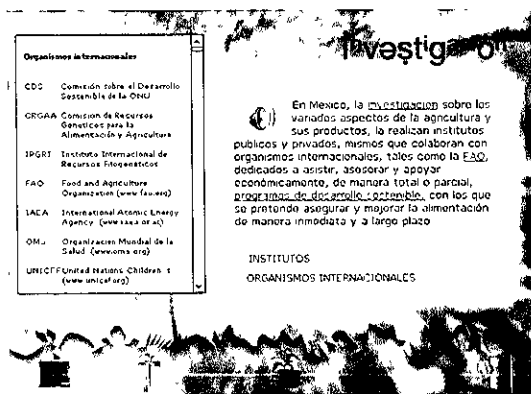 Investigación
Organismos internacionales
CDS Comisión sobre el Desarrollo
Sostenible de la ONU
CRGAA Comision de Recursos
Geneticos para la
Alimentación y Agricultura
IPGRI Instituto Internacional de
Recursos Fitogenéticos
FAO Food and Agriculture
Organization (www.fao.org)
IAEA International Atomic Energy
Agency (www.iaea.or.at)
OMS Organizacion Mundial de la
Salud (www.oms.org)
UNICEF United Nations Children s
(www.unicef.org)
En Mexico, la investigacion sobre los
variados aspectos de la agricultura y
sus productos, la realizan institutos
publicos y privados, mismos que colaboran con
organismos internacionales, tales como la FAO,
dedicados a asistir, asesorar y apoyar
económicamente, de manera total o parcial,
programas de desarrollo sostenible, con los que
se pretende asegurar y mejorar la alimentación
de manera inmediata y a largo plazo
INSTITUTOS
ORGANISMOS INTERNACIONALES